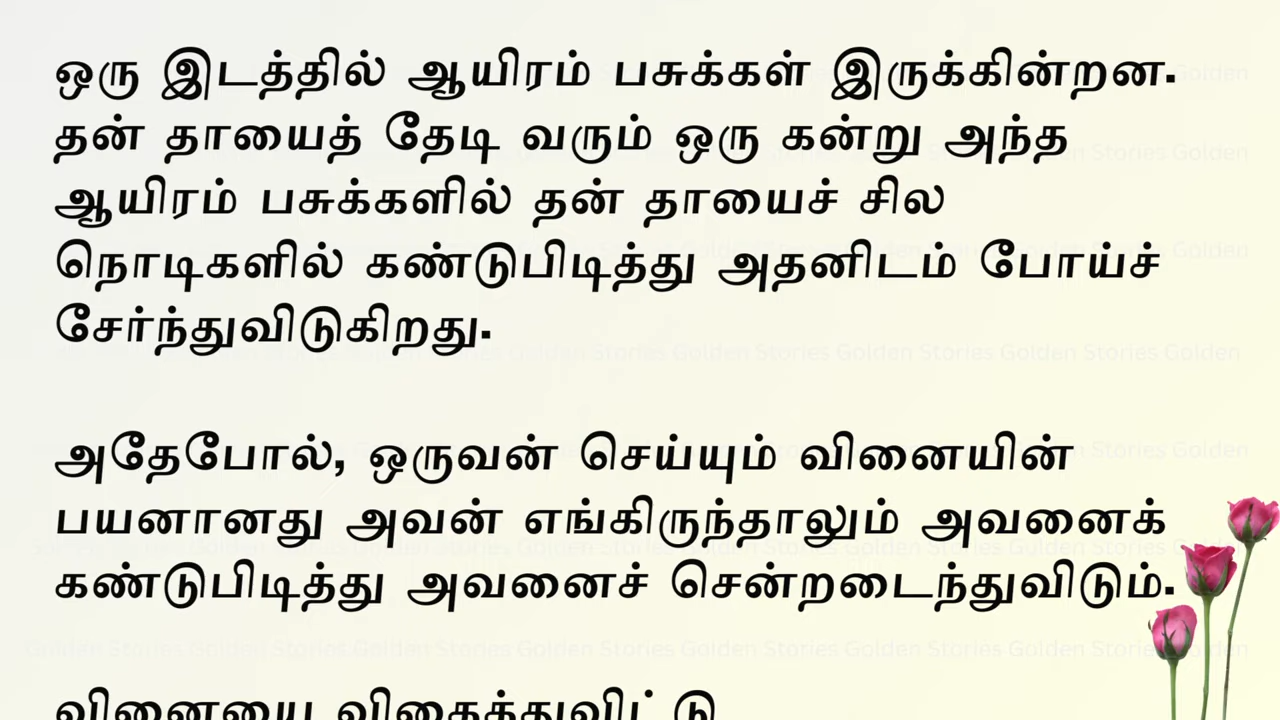 ஒரு இடத்தில் ஆயிரம் பசுக்கள் இருக்கின்றன.
தன் தாயைத் தேடி வரும் ஒரு கன்று அந்த
ஆயிரம் பசுக்களில் தன் தாயைச் சில
நொடிகளில் கண்டுபிடித்து அதனிடம் போய்ச்
சேர்ந்துவிடுகிறது.
அதேபோல், ஒருவன் செய்யும் வினையின்
பயனானது அவன் எங்கிருந்தாலும் அவனைக்
கண்டுபிடித்து அவனைச் சென்றடைந்துவிடும்.
வினையை விதைத்துவிட்டு